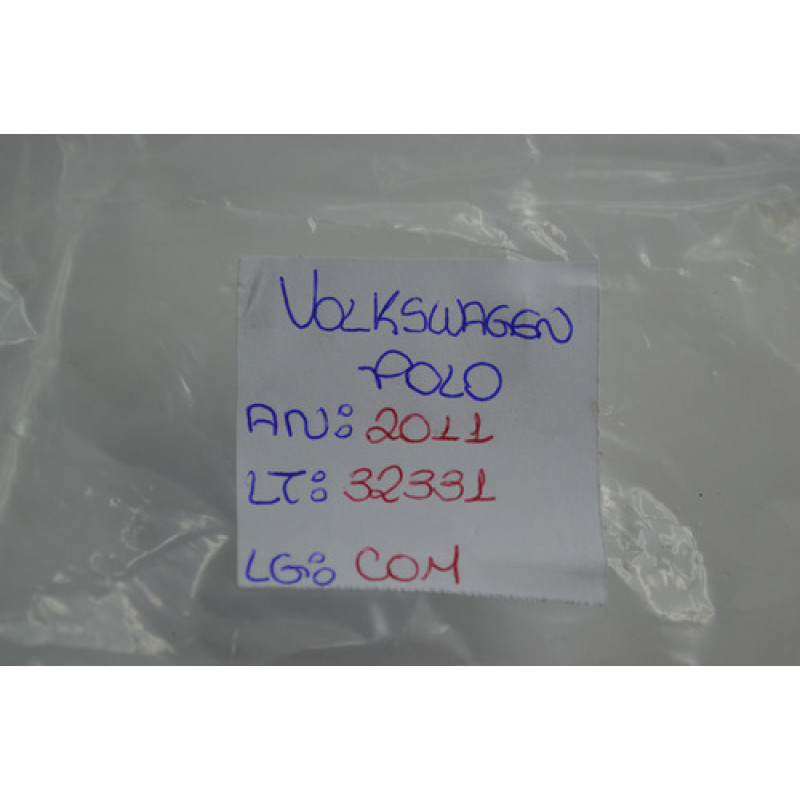 VOLKSWAGEN
POLO
AN: 2011
LT: 32331
LG: COM